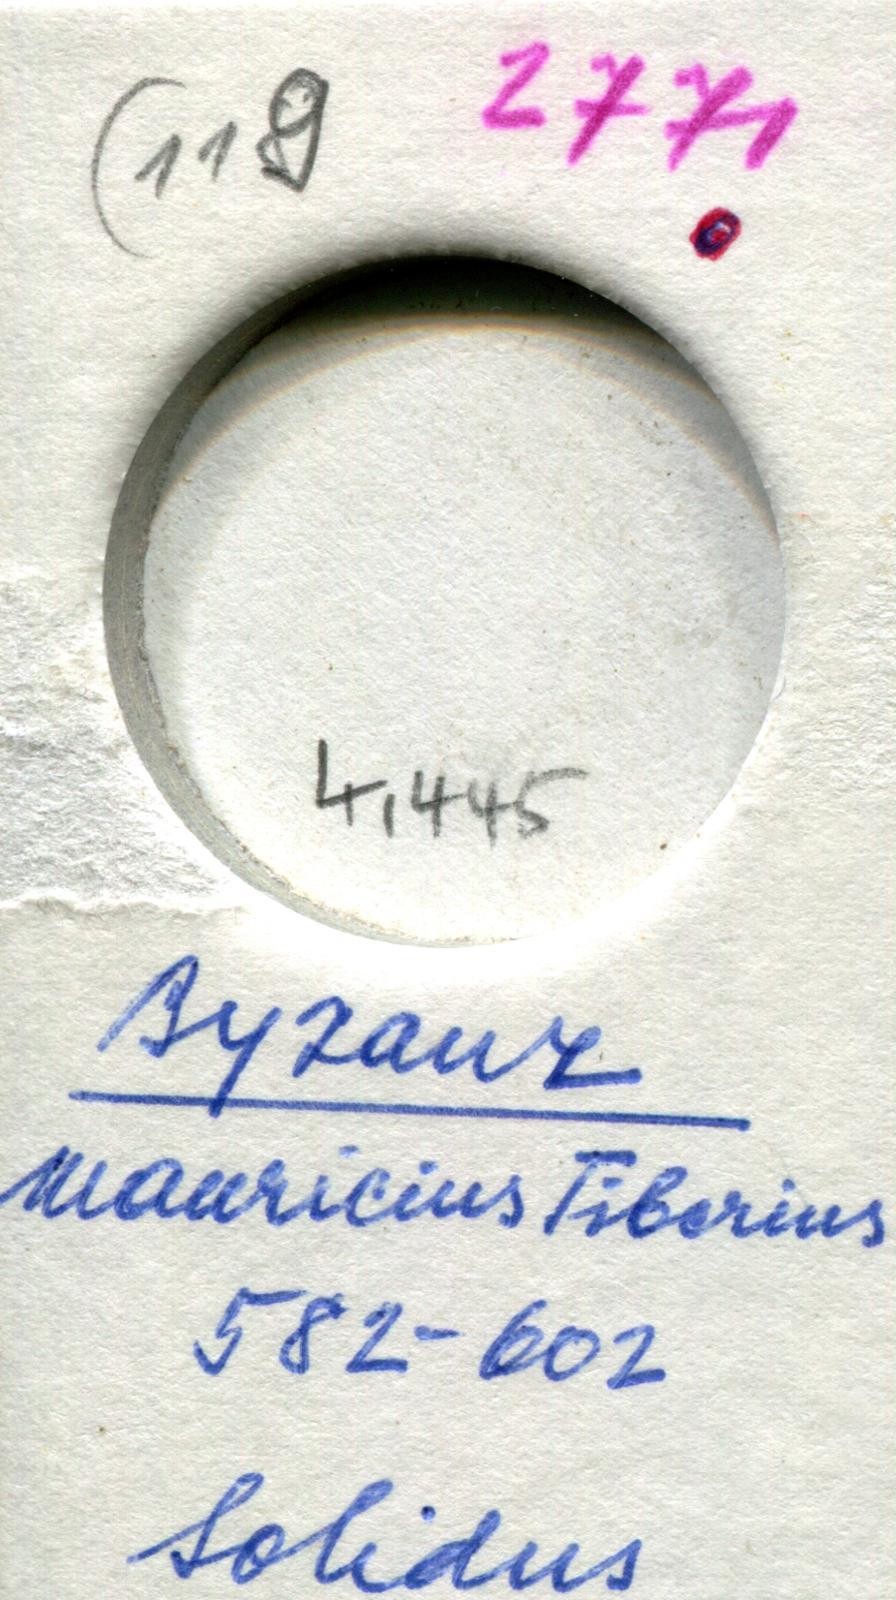 (118
2771
4,445
Byzanz
Mauricius Tiberius
582-602
Solidus